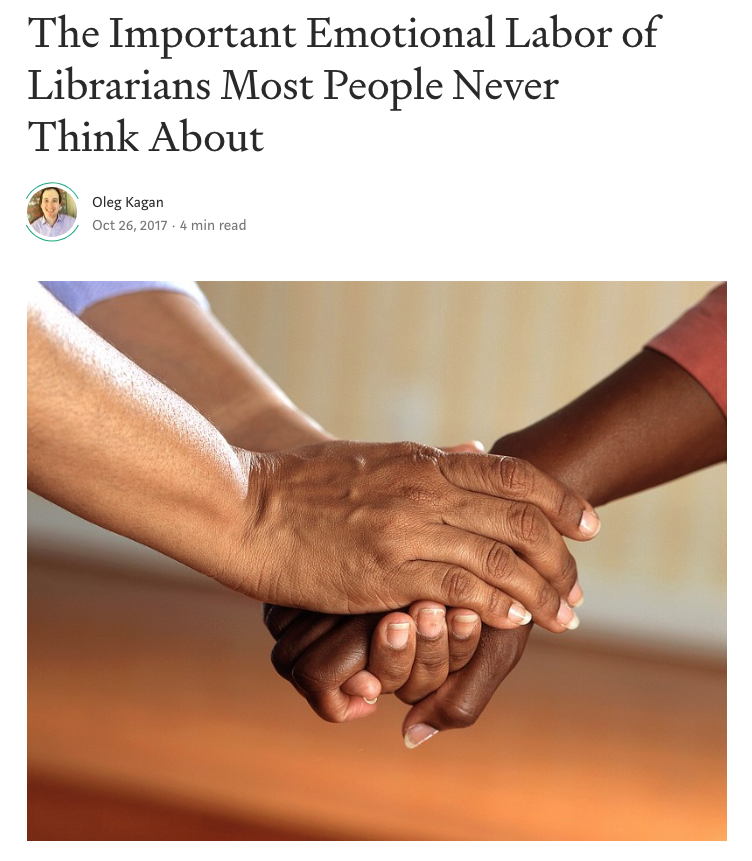 The Important Emotional Labor of
Librarians Most People Never
Think About
Oleg Kagan
Oct 26, 2017 · 4 min read